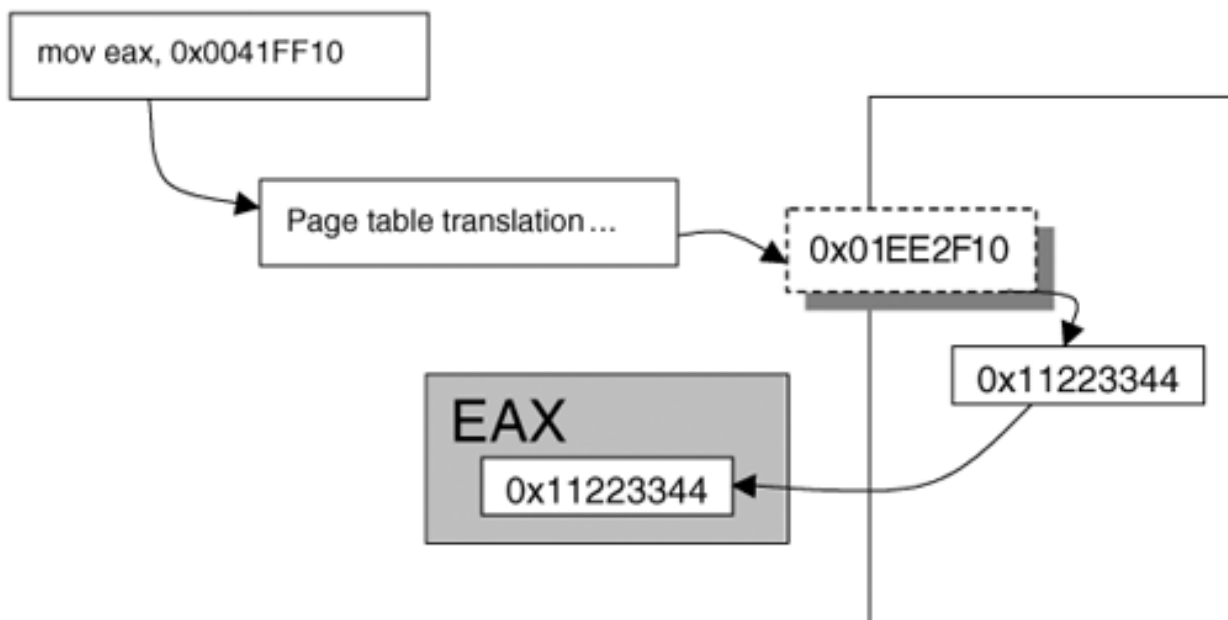 mov eax, 0x0041FF10
Page table translation...
0x01EE2F10
0x11223344
EAX
0x11223344